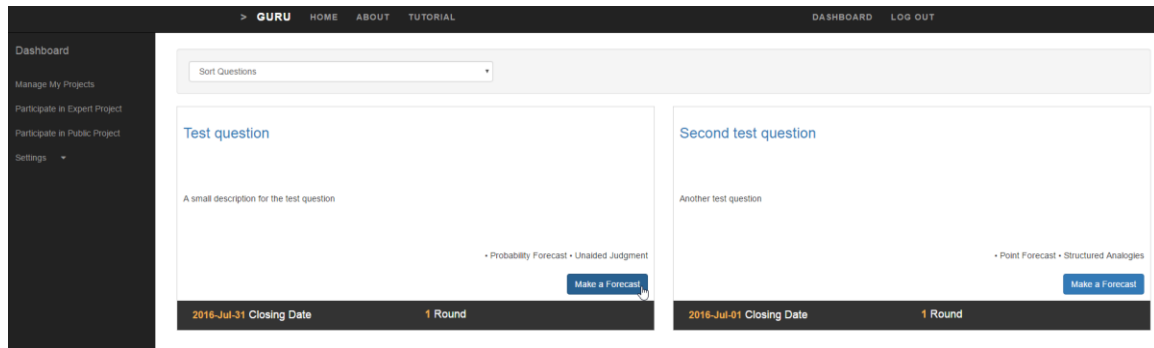 > GURU HOME ABOUT TUTORIAL DASHBOARD LOG OUT
Dashboard
Manage My Projects
Participate in Expert Project
Participate in Public Project
Settings
Sort Questions
Test question
A small description for the test question
• Probability Forecast • Unaided Judgment
Make a Forecast
2016-Jul-31 Closing Date 1 Round
Second test question
Another test question
• Point Forecast • Structured Analogies
Make a Forecast
2016-Jul-01 Closing Date 1 Round